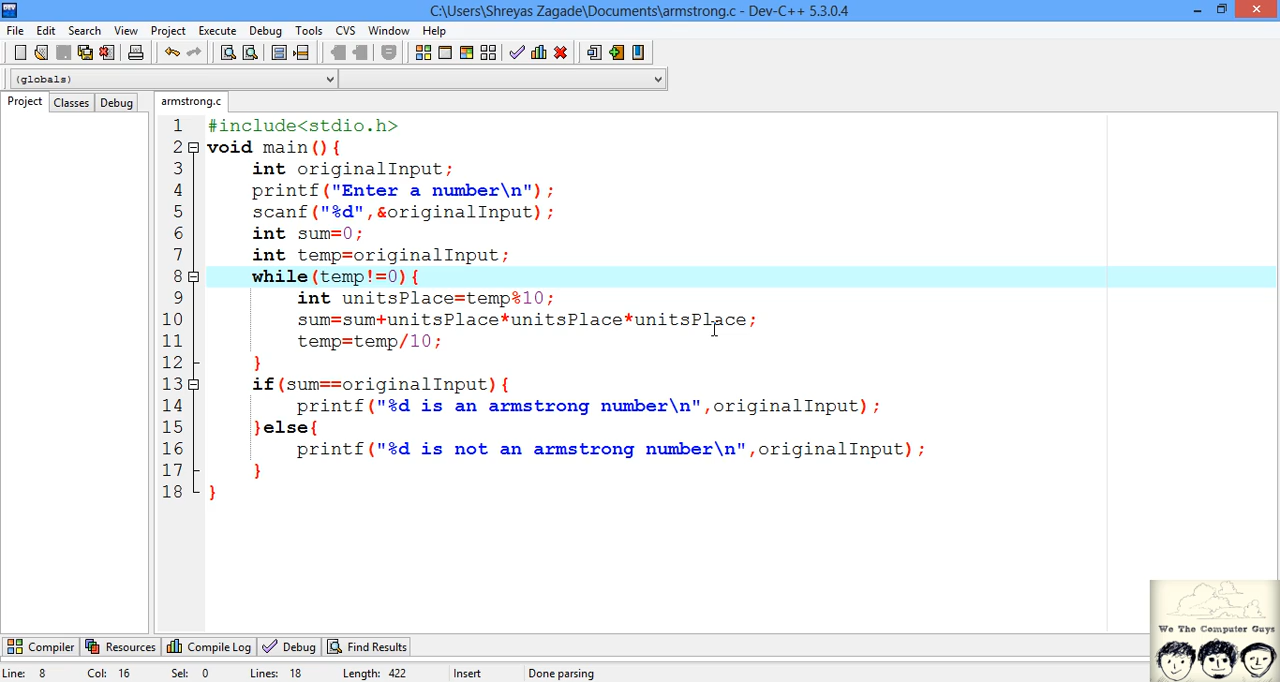 C:\Users\Shreyas Zagade\Documents\armstrong.c - Dev-C++ 5.3.0.4
File Edit Search View Project Execute Debug Tools CVS Window Help
(globals)
Project Classes Debug armstrong.c
1 #include<stdio.h>
2 void main(){
3 int originalInput;
4 printf("Enter a number\n");
5 scanf("%d",&originalInput);
6 int sum=0;
7 int temp=originalInput;
8 while(temp!=0){
9 int unitsPlace=temp%10;
10 sum=sum+unitsPlace*unitsPlace*unitsPlace;
11 temp=temp/10;
12 }
13 if(sum==originalInput){
14 printf("%d is an armstrong number\n",originalInput);
15 }else{
16 printf("%d is not an armstrong number\n",originalInput);
17 }
18 }
We The Computer Guys
Compiler Resources Compile Log Debug Find Results
Line: 8 Col: 16 Sel: 0 Lines: 18 Length: 422 Insert Done parsing